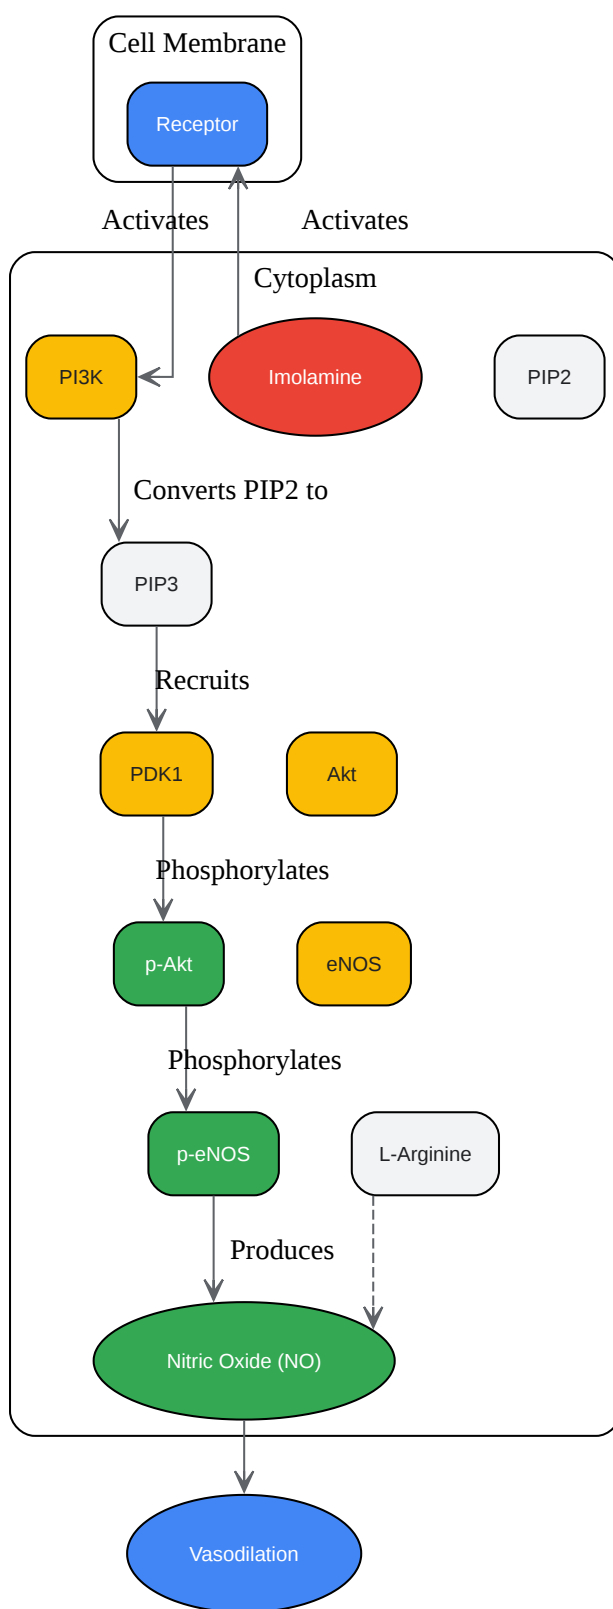 Cell Membrane
Receptor
Activates
Activates
Cytoplasm
PI3K
Imolamine
PIP2
Converts PIP2 to
PIP3
Recruits
PDK1
Akt
Phosphorylates
p-Akt
eNOS
Phosphorylates
p-eNOS
L-Arginine
Produces
Nitric Oxide (NO)
Vasodilation